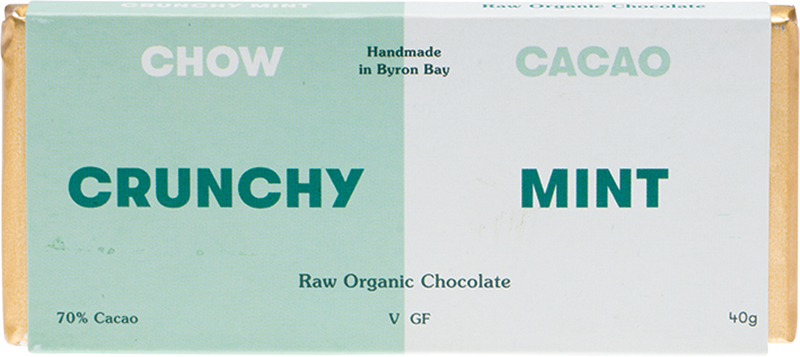 CRUNCHY MINT Raw Organic Chocolate
CHOW CACAO
Handmade
in Byron Bay
CRUNCHY MINT
Raw Organic Chocolate
70% Cacao V GF 40g